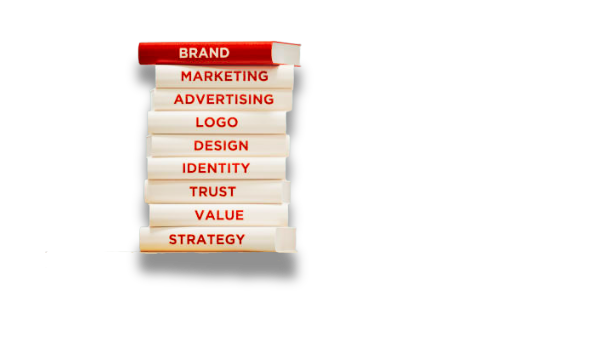 BRAND
MARKETING
ADVERTISING
LOGO
DESIGN
IDENTITY
TRUST
VALUE
STRATEGY